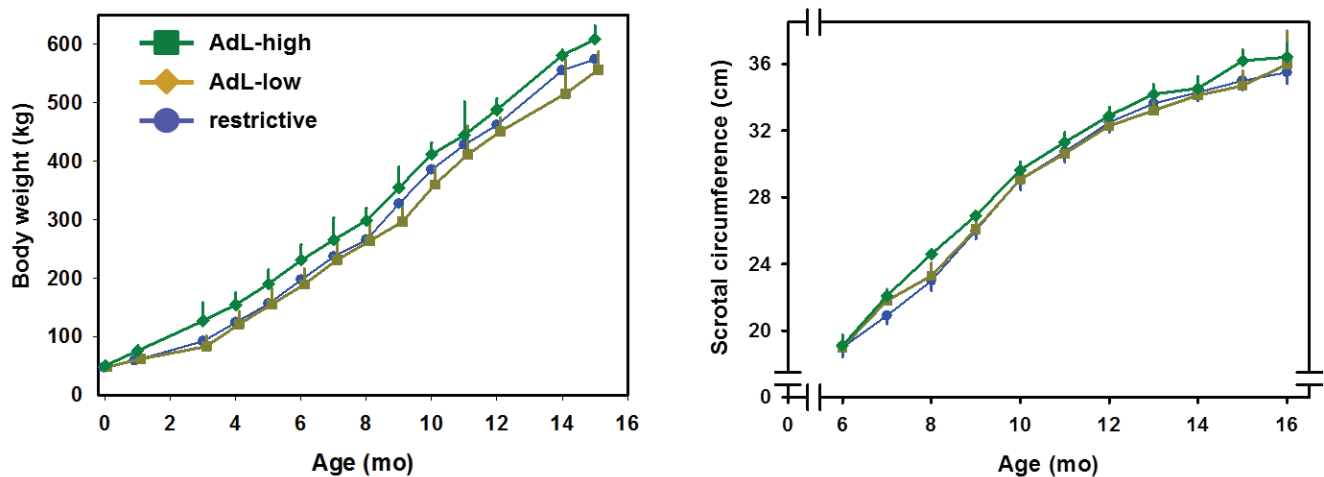 Body weight (kg)
600
500
400
300
200
100
0
AdL-high
AdL-low
restrictive
0 2 4 6 8 10 12 14 16
Age (mo)
Scrotal circumference (cm)
36
32
28
24
20
0
0 6 8 10 12 14 16
Age (mo)